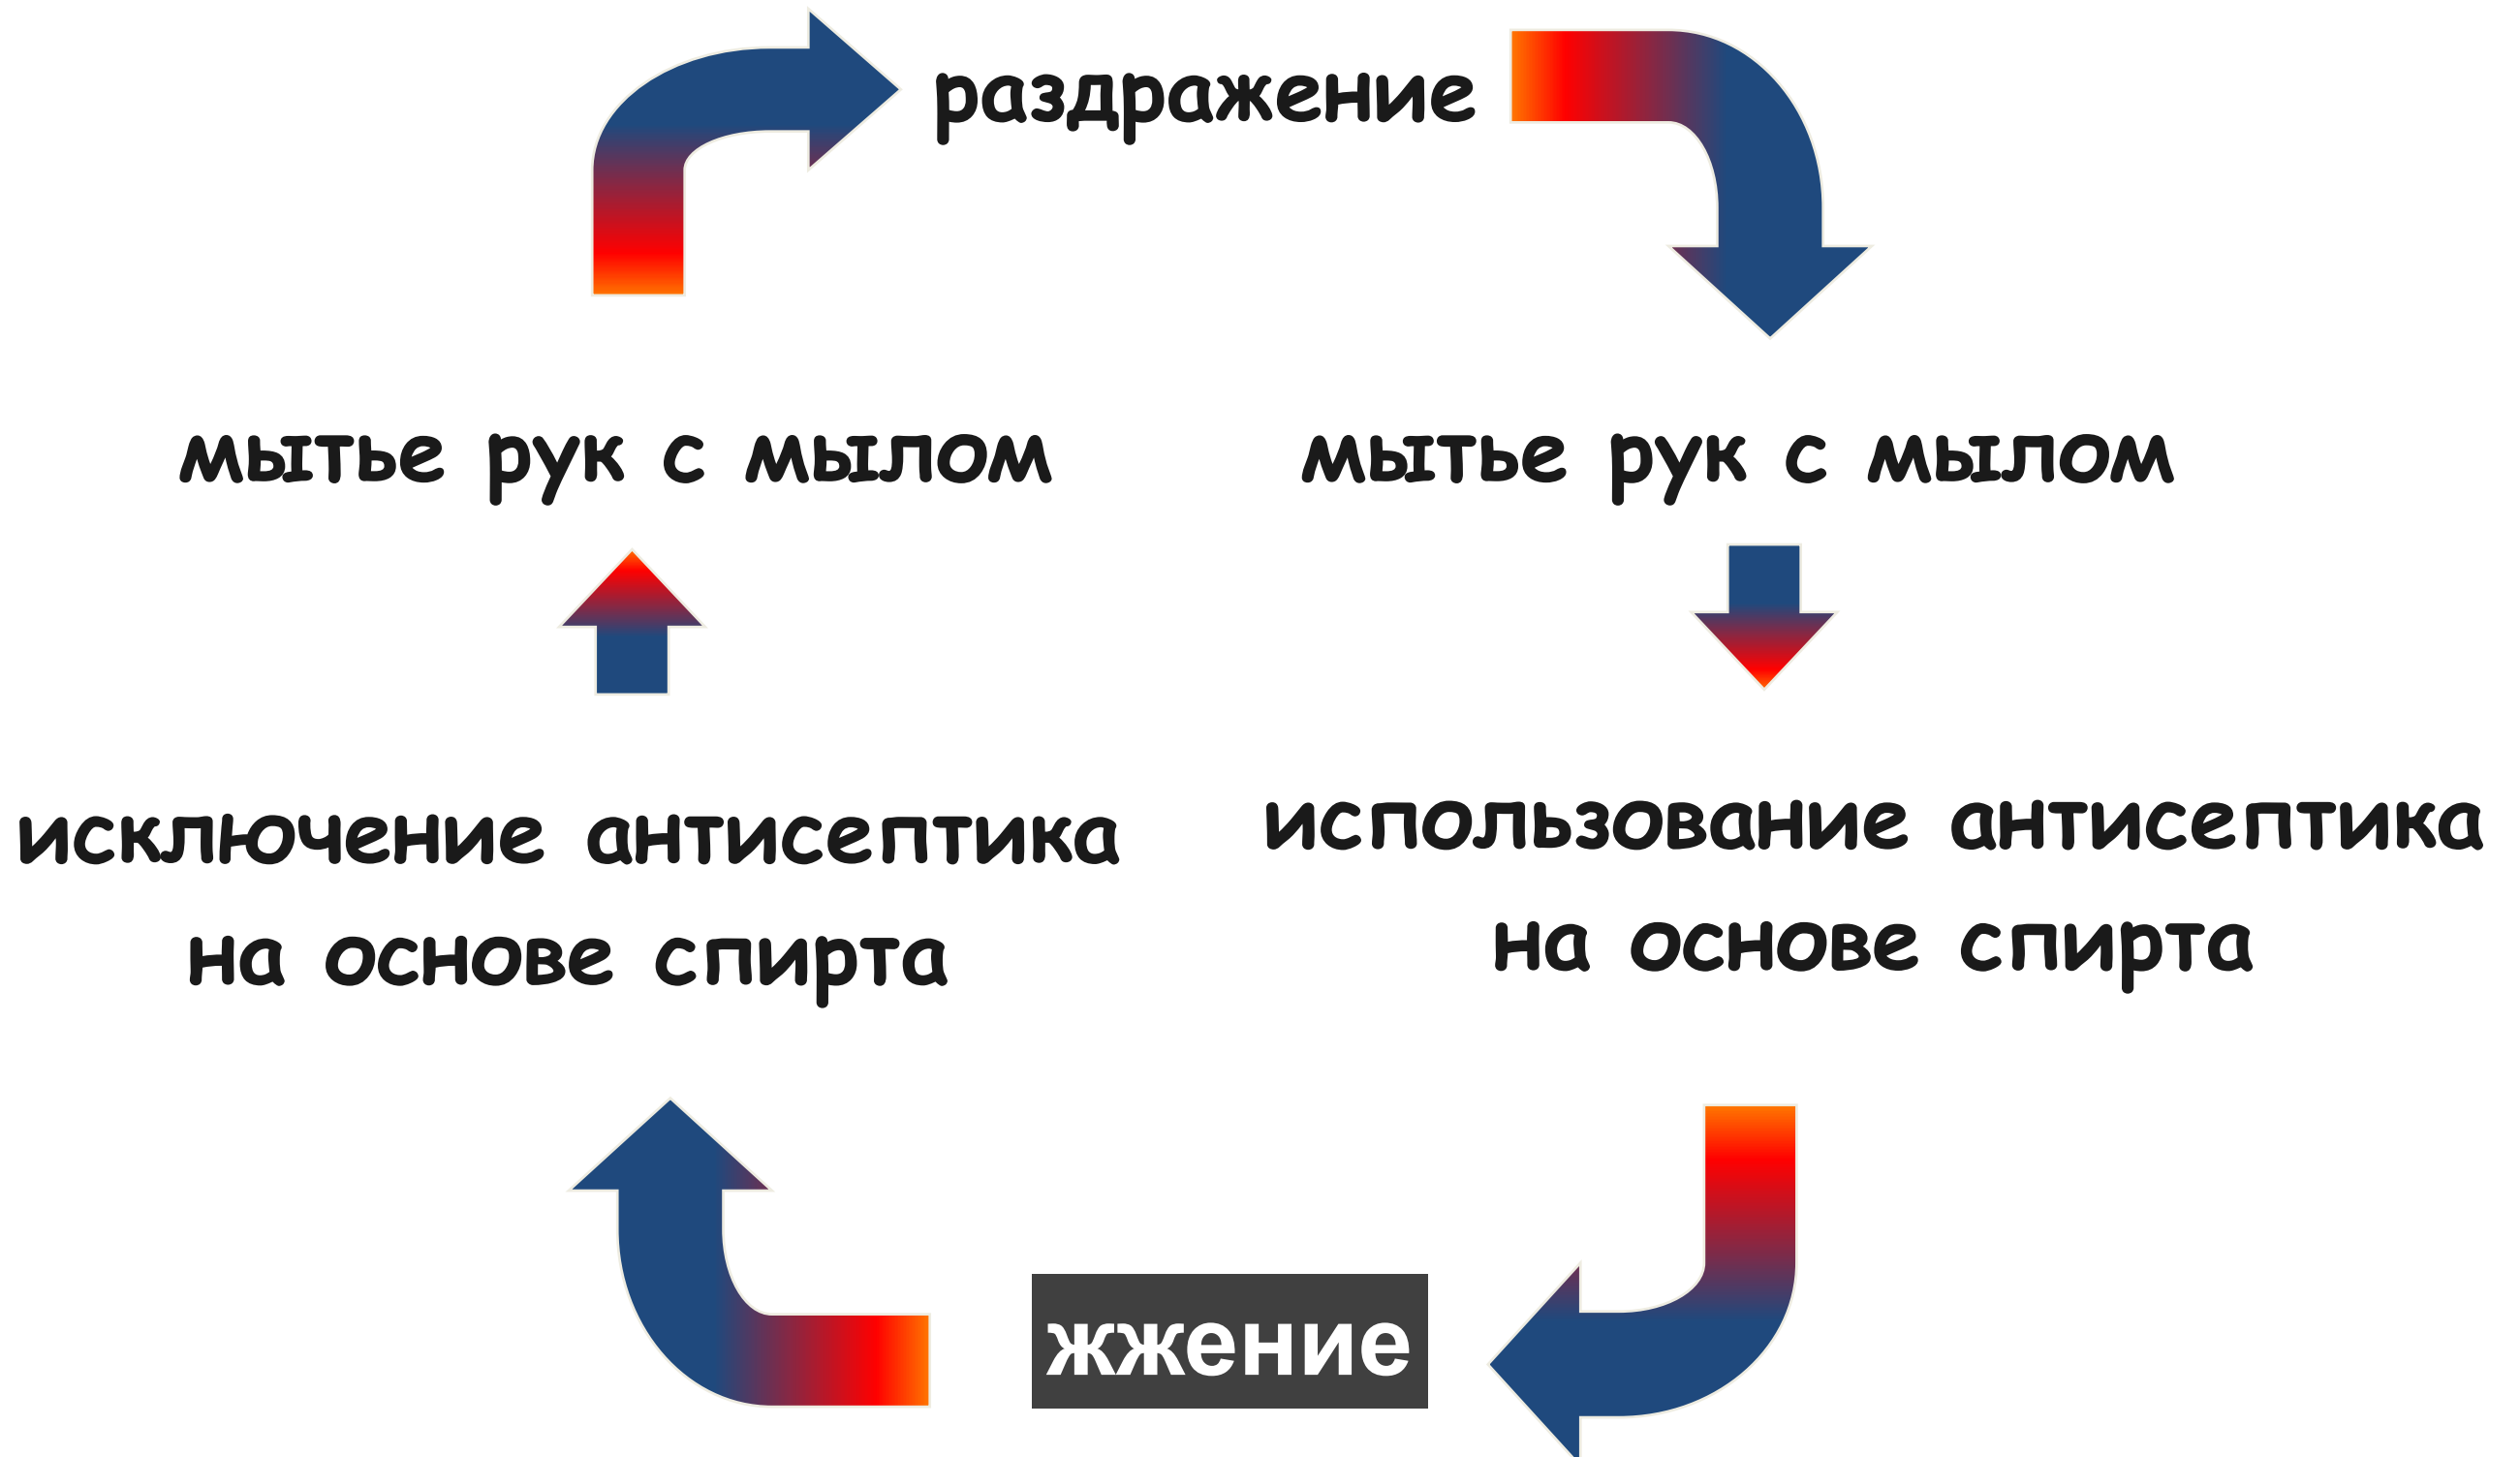 раздражение
мытье рук с мылом
мытье рук с мылом
исключение антисептика
на основе спирта
использование антисептика
на основе спирта
жжение